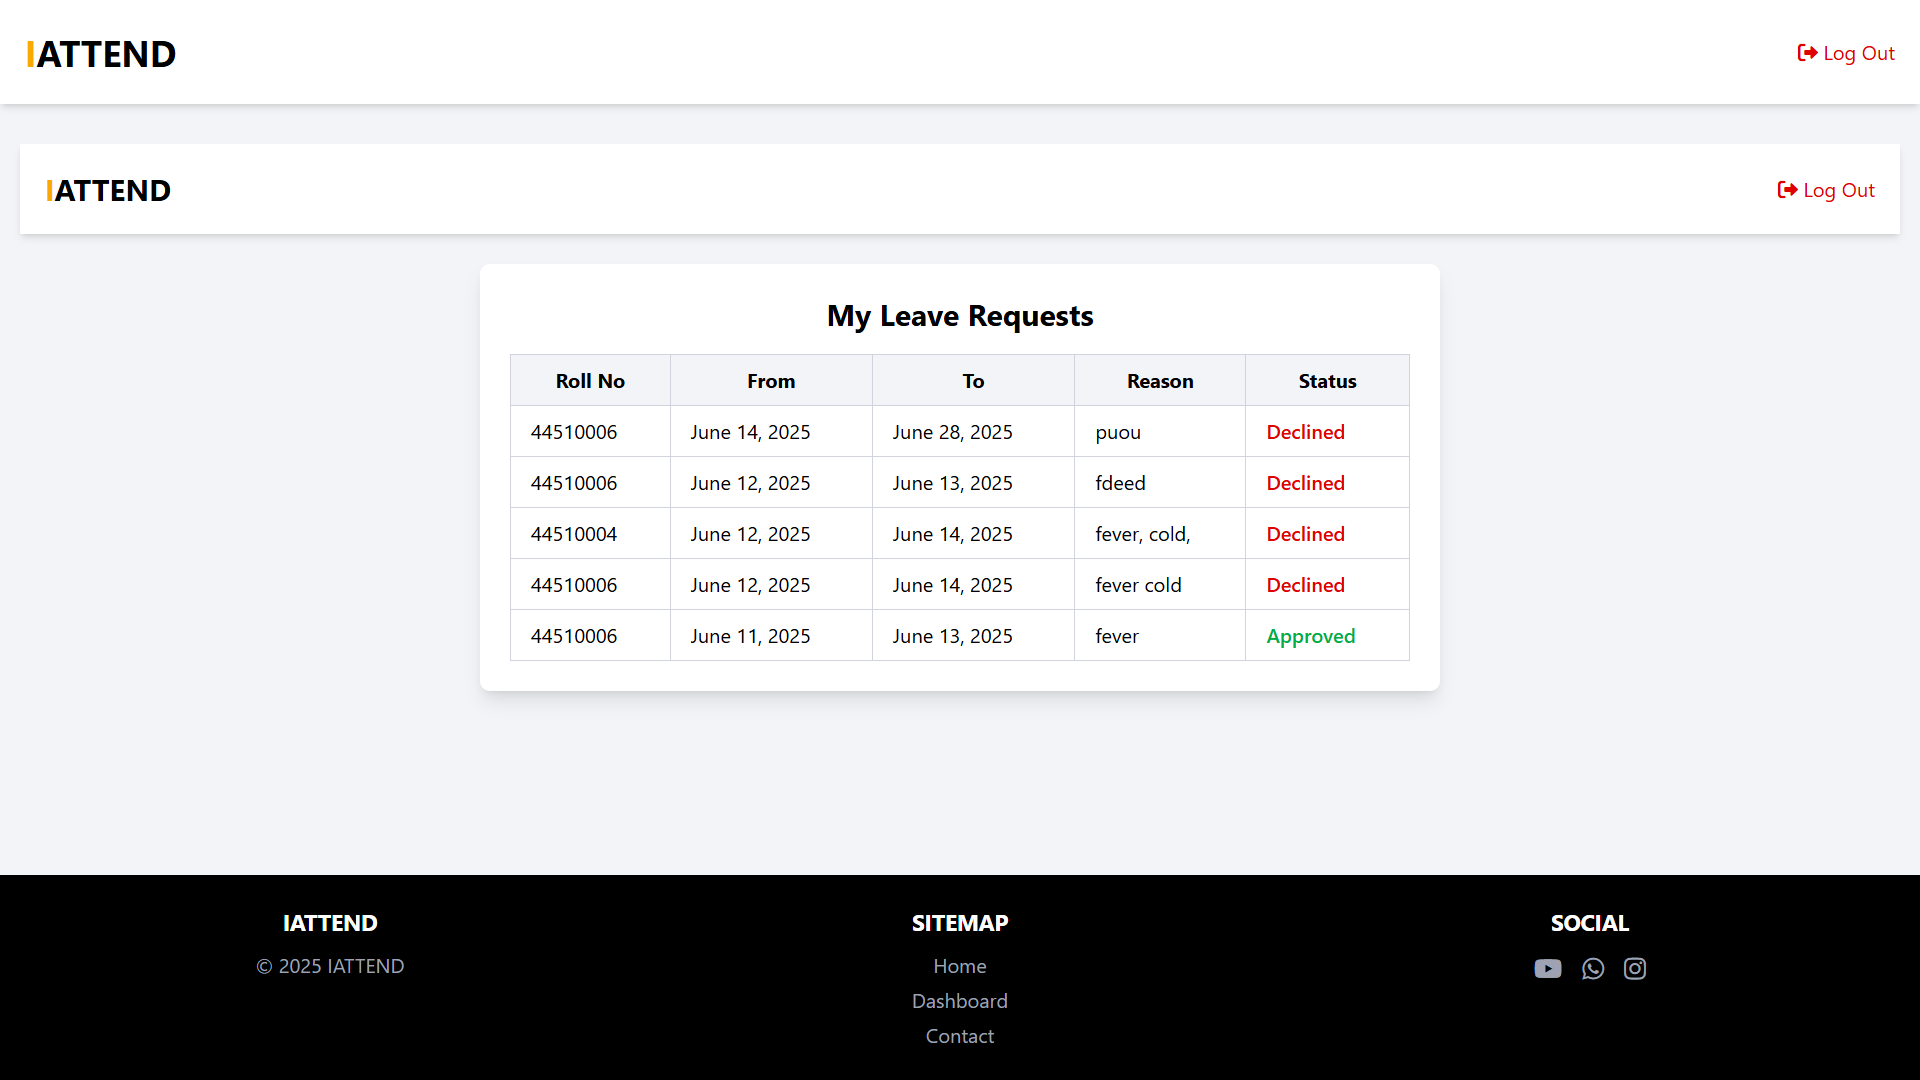 IATTEND
Log Out
IATTEND
Log Out
My Leave Requests
Roll No From To Reason Status
44510006 June 14, 2025 June 28, 2025 puou Declined
44510006 June 12, 2025 June 13, 2025 fdeed Declined
44510004 June 12, 2025 June 14, 2025 fever, cold, Declined
44510006 June 12, 2025 June 14, 2025 fever cold Declined
44510006 June 11, 2025 June 13, 2025 fever Approved
IATTEND
© 2025 IATTEND
SITEMAP
Home
Dashboard
Contact
SOCIAL